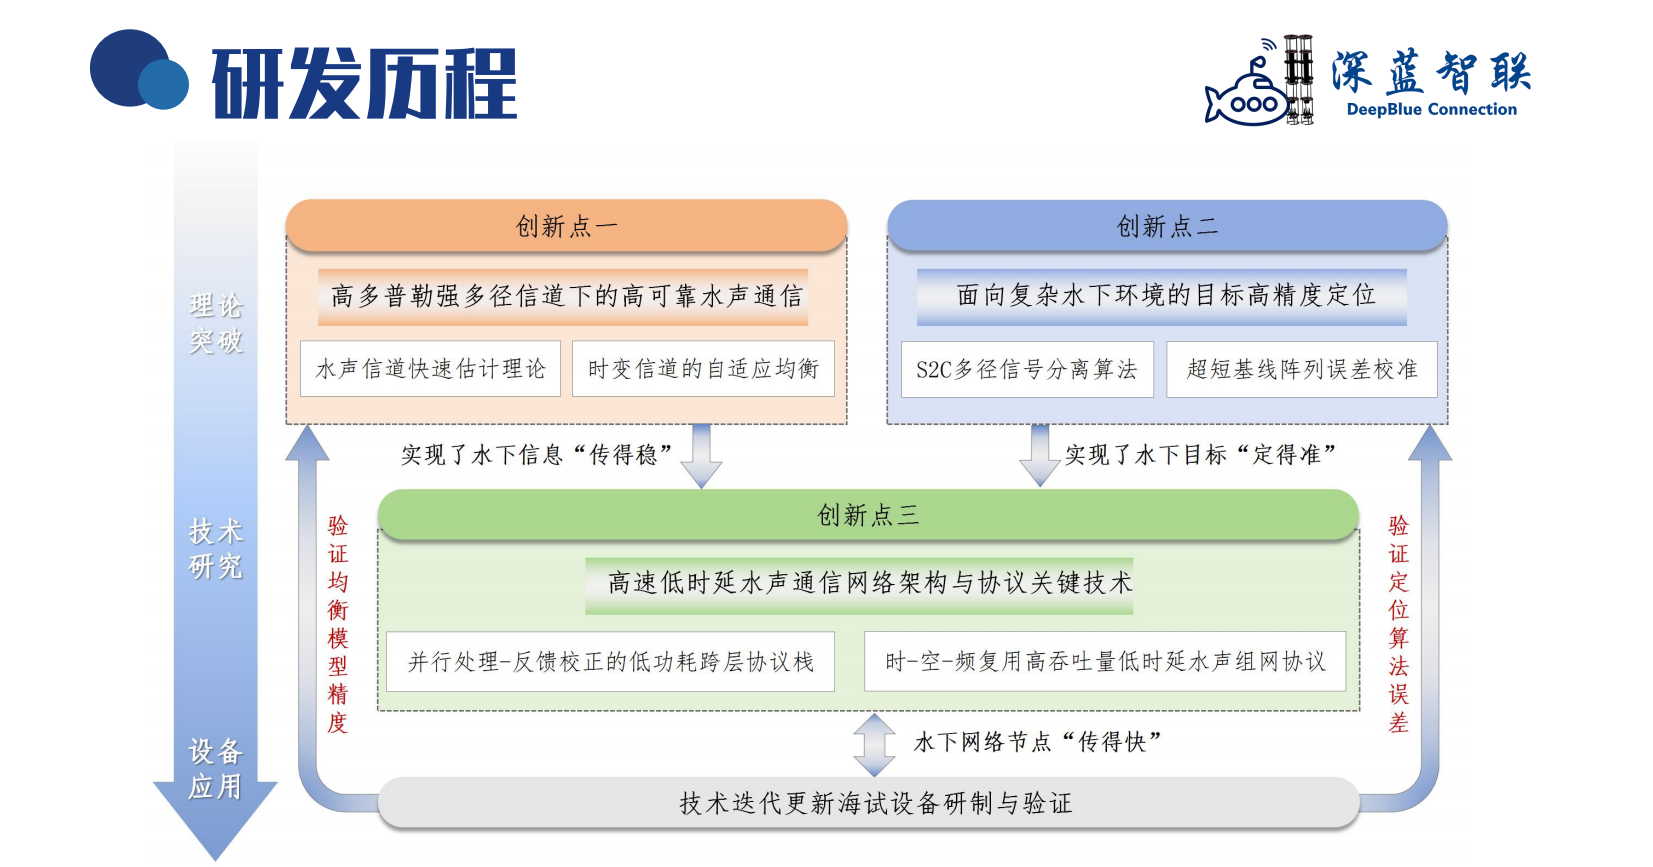 研发历程
深蓝智联
DeepBlue Connection
理论
突破
技术
研究
设备
应用
创新点一
高多普勒强多径信道下的高可靠水声通信
水声信道快速估计理论
时变信道的自适应均衡
创新点二
面向复杂水下环境的目标高精度定位
S2C多径信号分离算法
超短基线阵列误差校准
实现了水下信息“传得稳”
实现了水下目标“定得准”
创新点三
高速低时延水声通信网络架构与协议关键技术
并行处理-反馈校正的低功耗跨层协议栈
时-空-频复用高吞吐量低时延水声组网协议
验证均衡模型精度
验证定位算法误差
水下网络节点“传得快”
技术迭代更新海试设备研制与验证